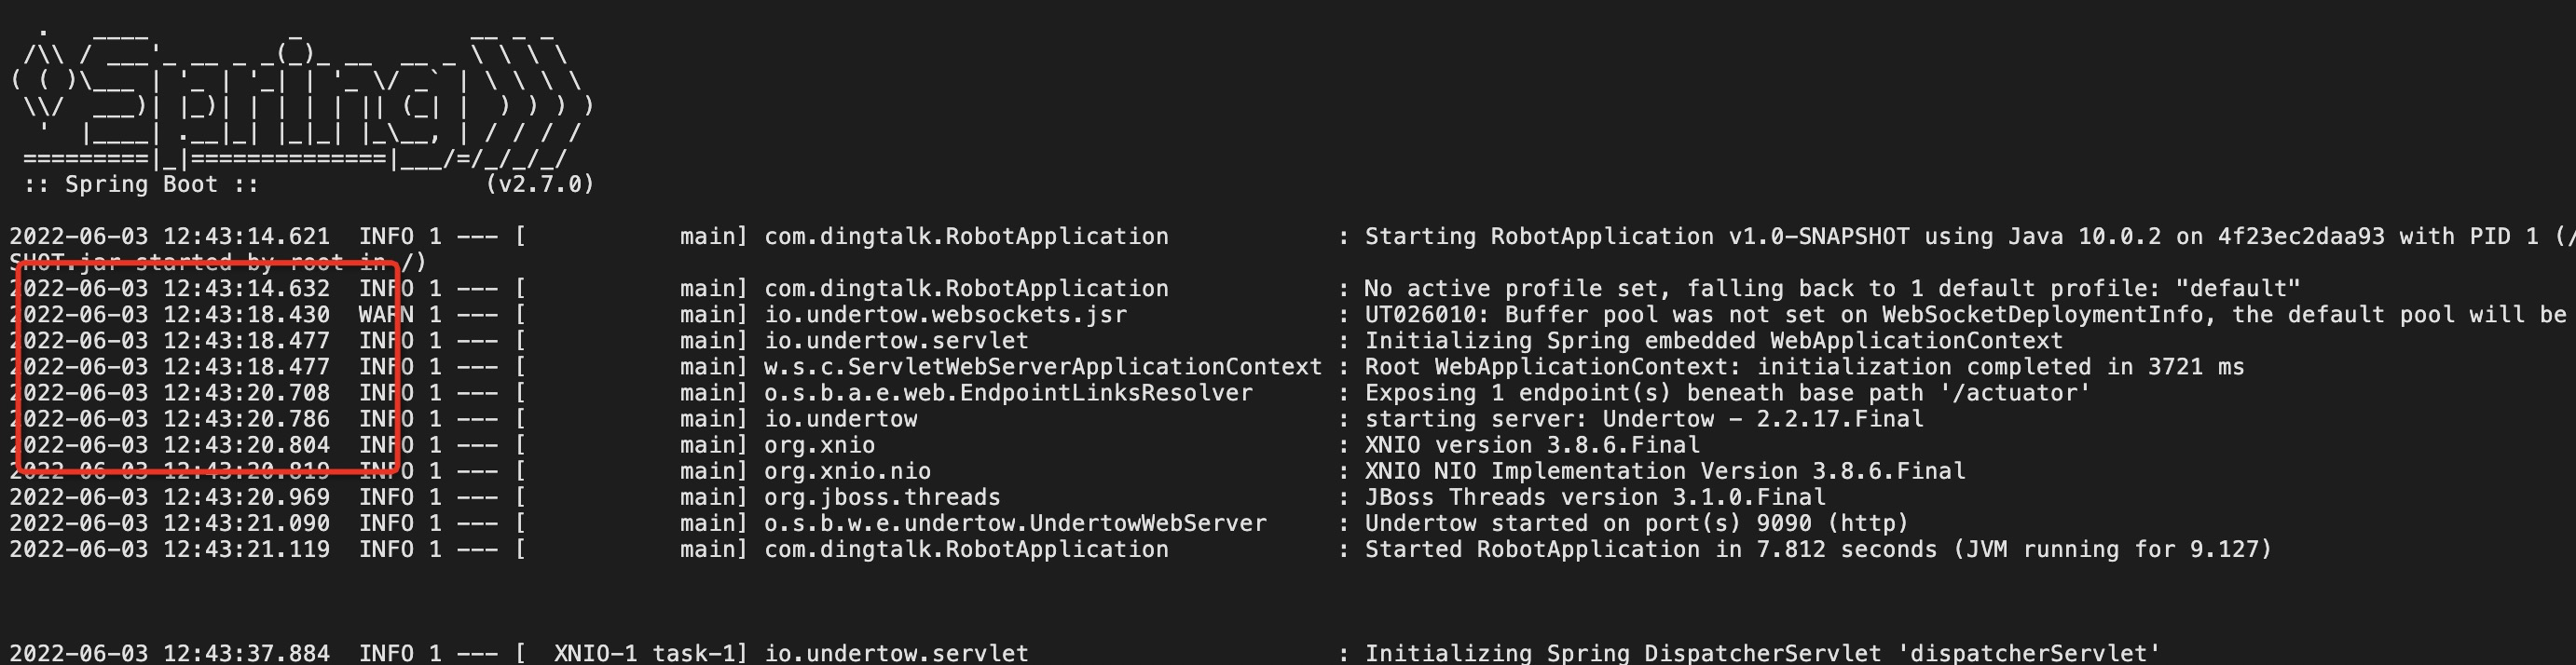 .   ____          _            __ _ _
 /\\ / ___'_ __ _ _(_)_ __  __ _ \ \ \ \
( ( )\___ | '_ | '_| | '_ \/ _` | \ \ \ \
 \\/  ___)| |_)| | | | | || (_| |  ) ) ) )
  '  |____| .__|_| |_|_| |_\__, | / / / /
 =========|_|==============|___/=/_/_/_/
 :: Spring Boot ::                (v2.7.0)
2022-06-03 12:43:14.621  INFO 1 --- [           main] com.dingtalk.RobotApplication            : Starting RobotApplication v1.0-SNAPSHOT using Java 10.0.2 on 4f23ec2daa93 with PID 1 (/
SHOT.jar started by root in /)
2022-06-03 12:43:14.632  INFO 1 --- [           main] com.dingtalk.RobotApplication            : No active profile set, falling back to 1 default profile: "default"
2022-06-03 12:43:18.430  WARN 1 --- [           main] io.undertow.websockets.jsr               : UT026010: Buffer pool was not set on WebSocketDeploymentInfo, the default pool will be
2022-06-03 12:43:18.477  INFO 1 --- [           main] io.undertow.servlet                      : Initializing Spring embedded WebApplicationContext
2022-06-03 12:43:18.477  INFO 1 --- [           main] w.s.c.ServletWebServerApplicationContext : Root WebApplicationContext: initialization completed in 3721 ms
2022-06-03 12:43:20.708  INFO 1 --- [           main] o.s.b.a.e.web.EndpointLinksResolver      : Exposing 1 endpoint(s) beneath base path '/actuator'
2022-06-03 12:43:20.786  INFO 1 --- [           main] io.undertow                              : starting server: Undertow - 2.2.17.Final
2022-06-03 12:43:20.804  INFO 1 --- [           main] org.xnio                                 : XNIO version 3.8.6.Final
2022-06-03 12:43:20.819  INFO 1 --- [           main] org.xnio.nio                             : XNIO NIO Implementation Version 3.8.6.Final
2022-06-03 12:43:20.969  INFO 1 --- [           main] org.jboss.threads                        : JBoss Threads version 3.1.0.Final
2022-06-03 12:43:21.090  INFO 1 --- [           main] o.s.b.w.e.undertow.UndertowWebServer     : Undertow started on port(s) 9090 (http)
2022-06-03 12:43:21.119  INFO 1 --- [           main] com.dingtalk.RobotApplication            : Started RobotApplication in 7.812 seconds (JVM running for 9.127)
2022-06-03 12:43:37.884  INFO 1 --- [  XNIO-1 task-1] io.undertow.servlet                      : Initializing Spring DispatcherServlet 'dispatcherServlet'